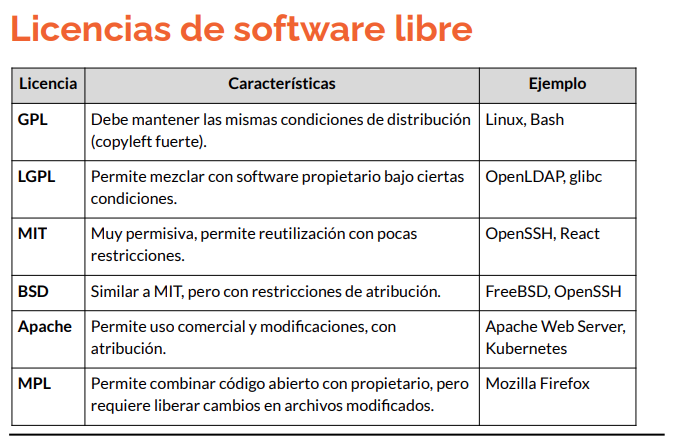 Licencias de software libre
Licencia Características Ejemplo
GPL Debe mantener las mismas condiciones de distribución Linux, Bash
(copyleft fuerte).
LGPL Permite mezclar con software propietario bajo ciertas OpenLDAP, glibc
condiciones.
MIT Muy permisiva, permite reutilización con pocas OpenSSH, React
restricciones.
BSD Similar a MIT, pero con restricciones de atribución. FreeBSD, OpenSSH
Apache Permite uso comercial y modificaciones, con Apache Web Server,
atribución. Kubernetes
MPL Permite combinar código abierto con propietario, pero Mozilla Firefox
requiere liberar cambios en archivos modificados.